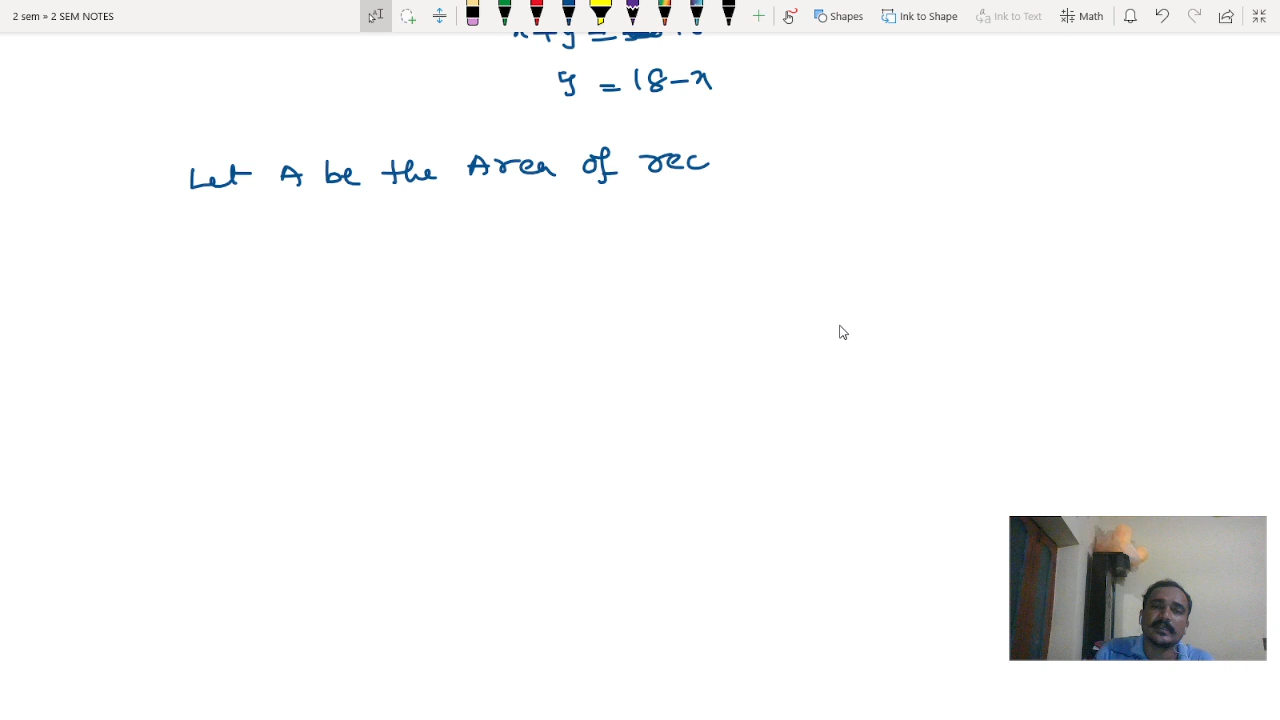 2 sem » 2 SEM NOTES
Shapes
Ink to Shape
Ink to Text
Math
y = 18-x
Let A be the Area of rec